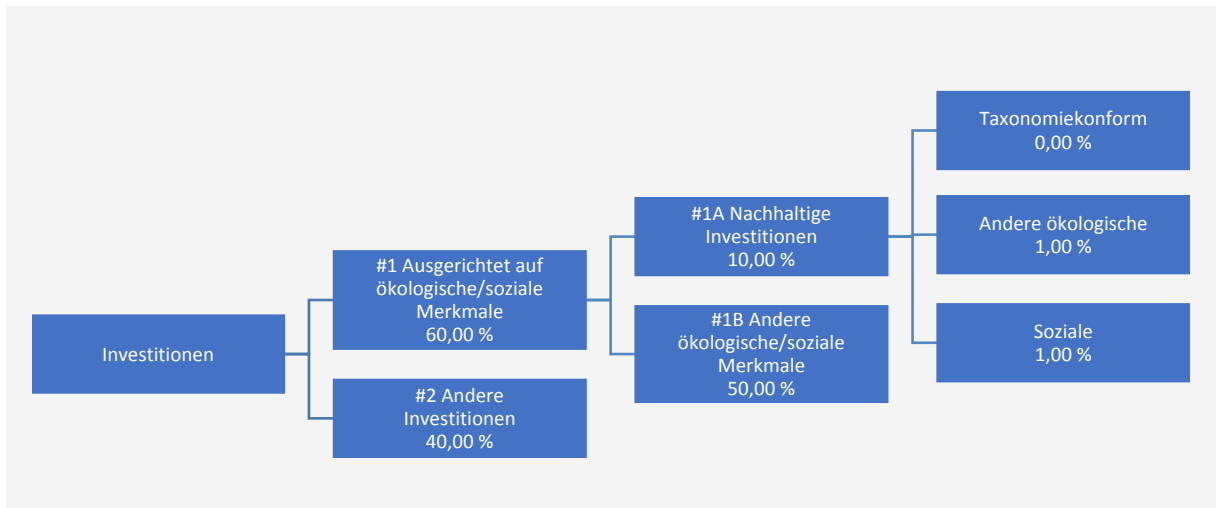 Investitionen
#1 Ausgerichtet auf
ökologische/soziale
Merkmale
60,00 %
#2 Andere
Investitionen
40,00 %
#1A Nachhaltige
Investitionen
10,00 %
#1B Andere
ökologische/soziale
Merkmale
50,00 %
Taxonomiekonform
0,00 %
Andere ökologische
1,00 %
Soziale
1,00 %